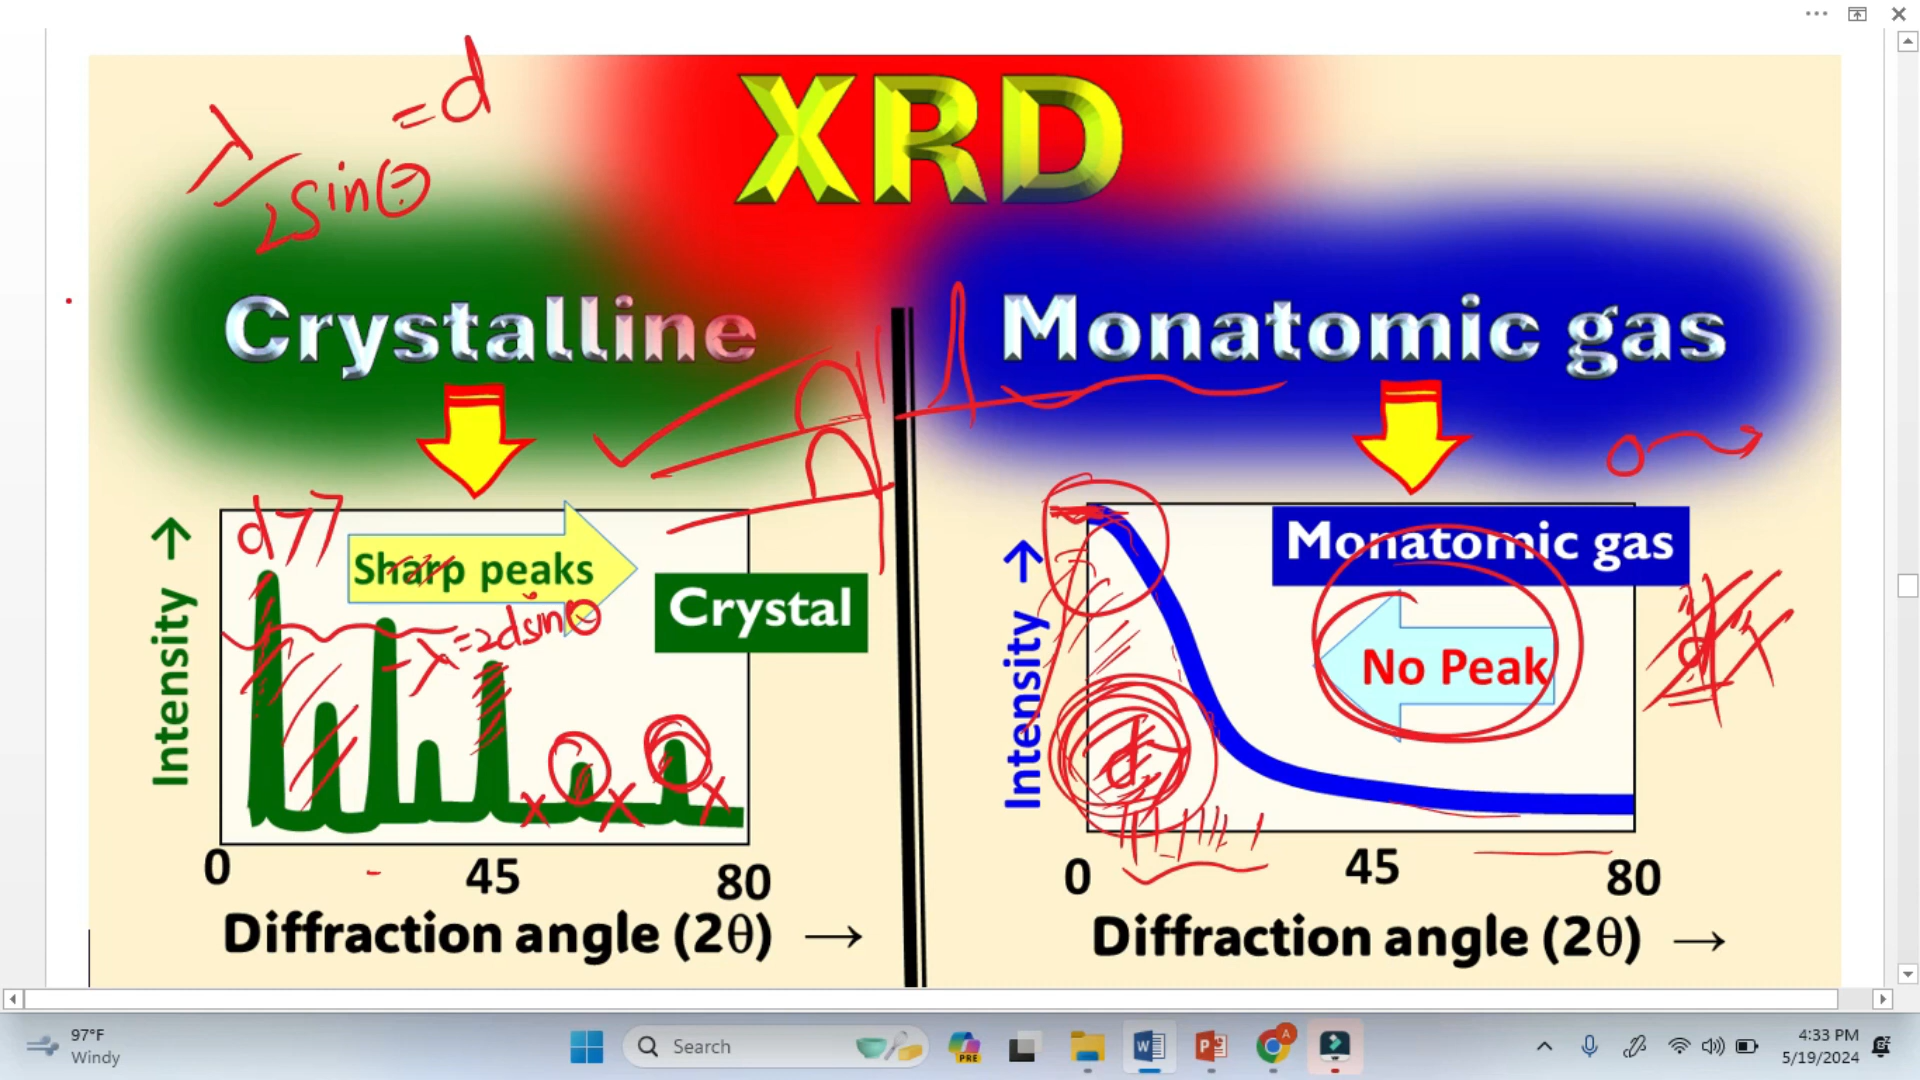 XRD
λ/2sinθ = d
Crystalline
Monatomic gas
d
Sharp peaks
λ=2dsinθ
Crystal
Intensity →
0
45
80
Diffraction angle (2θ) →
Monatomic gas
No Peak
d
d
Intensity →
0
45
80
Diffraction angle (2θ) →
97°F
Windy
Search
PRE
A
4:33 PM
5/19/2024